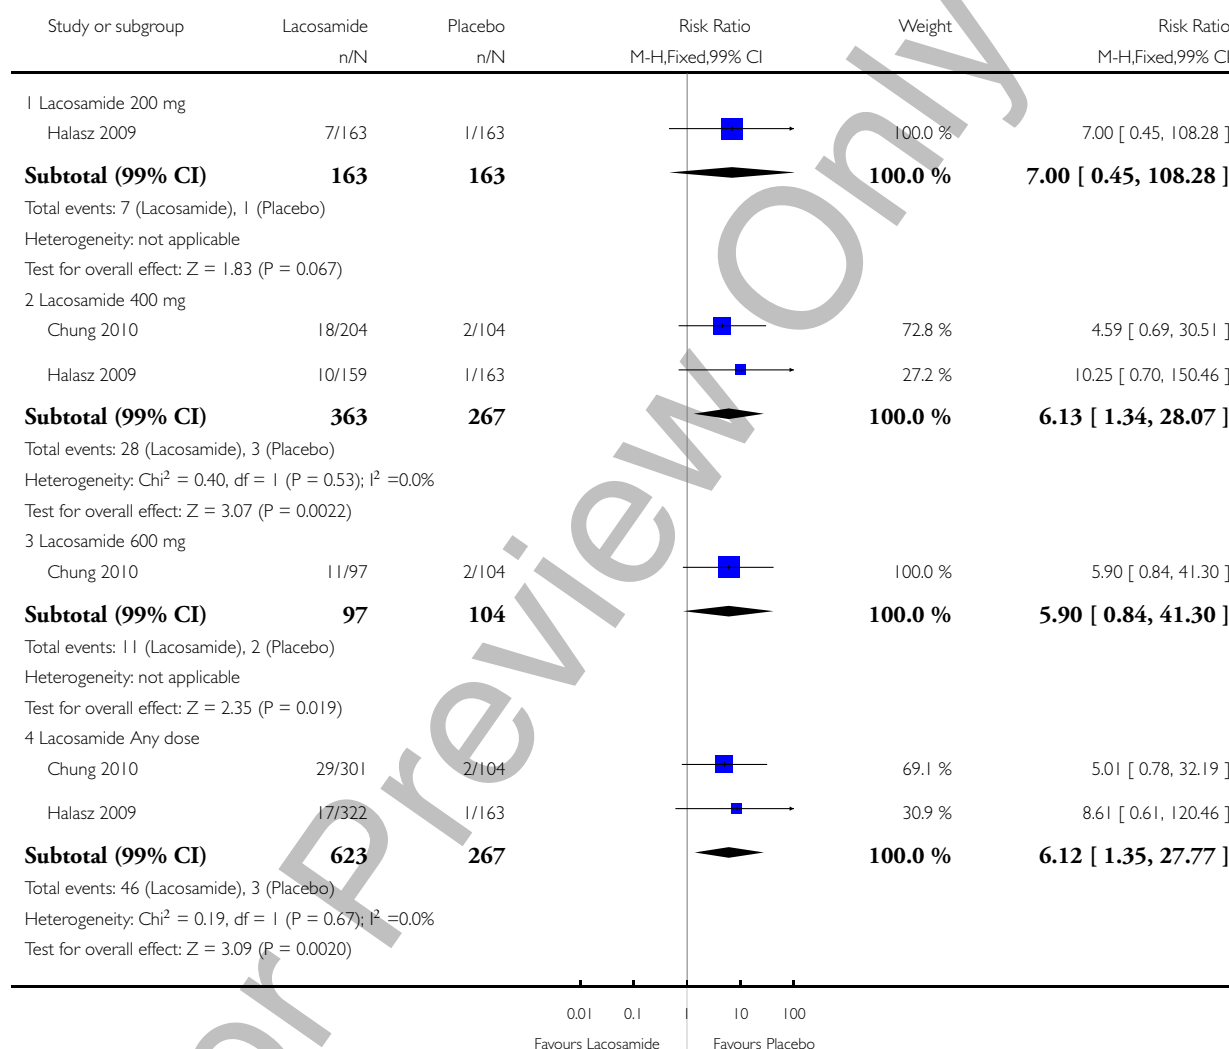 Study or subgroup Lacosamide Placebo Risk Ratio Weight Risk Ratio
n/N n/N M-H,Fixed,99% CI M-H,Fixed,99% CI
1 Lacosamide 200 mg
Halasz 2009 7/163 1/163 100.0 % 7.00 [ 0.45, 108.28 ]
Subtotal (99% CI) 163 163 100.0 % 7.00 [ 0.45, 108.28 ]
Total events: 7 (Lacosamide), 1 (Placebo)
Heterogeneity: not applicable
Test for overall effect: Z = 1.83 (P = 0.067)
2 Lacosamide 400 mg
Chung 2010 18/204 2/104 72.8 % 4.59 [ 0.69, 30.51 ]
Halasz 2009 10/159 1/163 27.2 % 10.25 [ 0.70, 150.46 ]
Subtotal (99% CI) 363 267 100.0 % 6.13 [ 1.34, 28.07 ]
Total events: 28 (Lacosamide), 3 (Placebo)
Heterogeneity: Chi² = 0.40, df = 1 (P = 0.53); I² =0.0%
Test for overall effect: Z = 3.07 (P = 0.0022)
3 Lacosamide 600 mg
Chung 2010 11/97 2/104 100.0 % 5.90 [ 0.84, 41.30 ]
Subtotal (99% CI) 97 104 100.0 % 5.90 [ 0.84, 41.30 ]
Total events: 11 (Lacosamide), 2 (Placebo)
Heterogeneity: not applicable
Test for overall effect: Z = 2.35 (P = 0.019)
4 Lacosamide Any dose
Chung 2010 29/301 2/104 69.1 % 5.01 [ 0.78, 32.19 ]
Halasz 2009 17/322 1/163 30.9 % 8.61 [ 0.61, 120.46 ]
Subtotal (99% CI) 623 267 100.0 % 6.12 [ 1.35, 27.77 ]
Total events: 46 (Lacosamide), 3 (Placebo)
Heterogeneity: Chi² = 0.19, df = 1 (P = 0.67); I² =0.0%
Test for overall effect: Z = 3.09 (P = 0.0020)
0.01 0.1 1 10 100
Favours Lacosamide Favours Placebo
or Preview Only